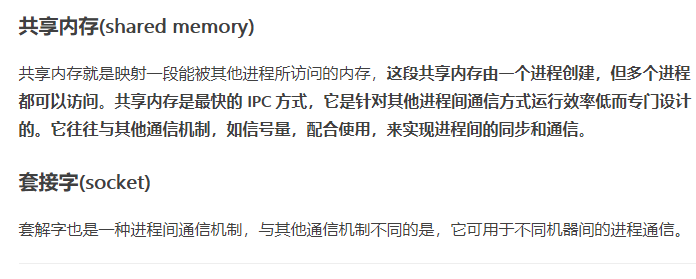 共享内存(shared memory)
共享内存就是映射一段能被其他进程所访问的内存，这段共享内存由一个进程创建，但多个进程
都可以访问。共享内存是最快的 IPC 方式，它是针对其他进程间通信方式运行效率低而专门设计
的。它往往与其他通信机制，如信号量，配合使用，来实现进程间的同步和通信。
套接字(socket)
套解字也是一种进程间通信机制，与其他通信机制不同的是，它可用于不同机器间的进程通信。